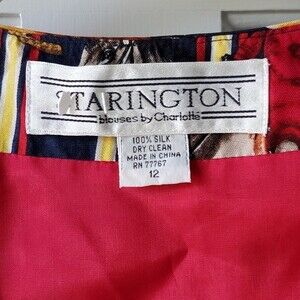 STARINGTON
blouses by Charlotte
100% SILK
DRY CLEAN
MADE IN CHINA
RN 77767
12